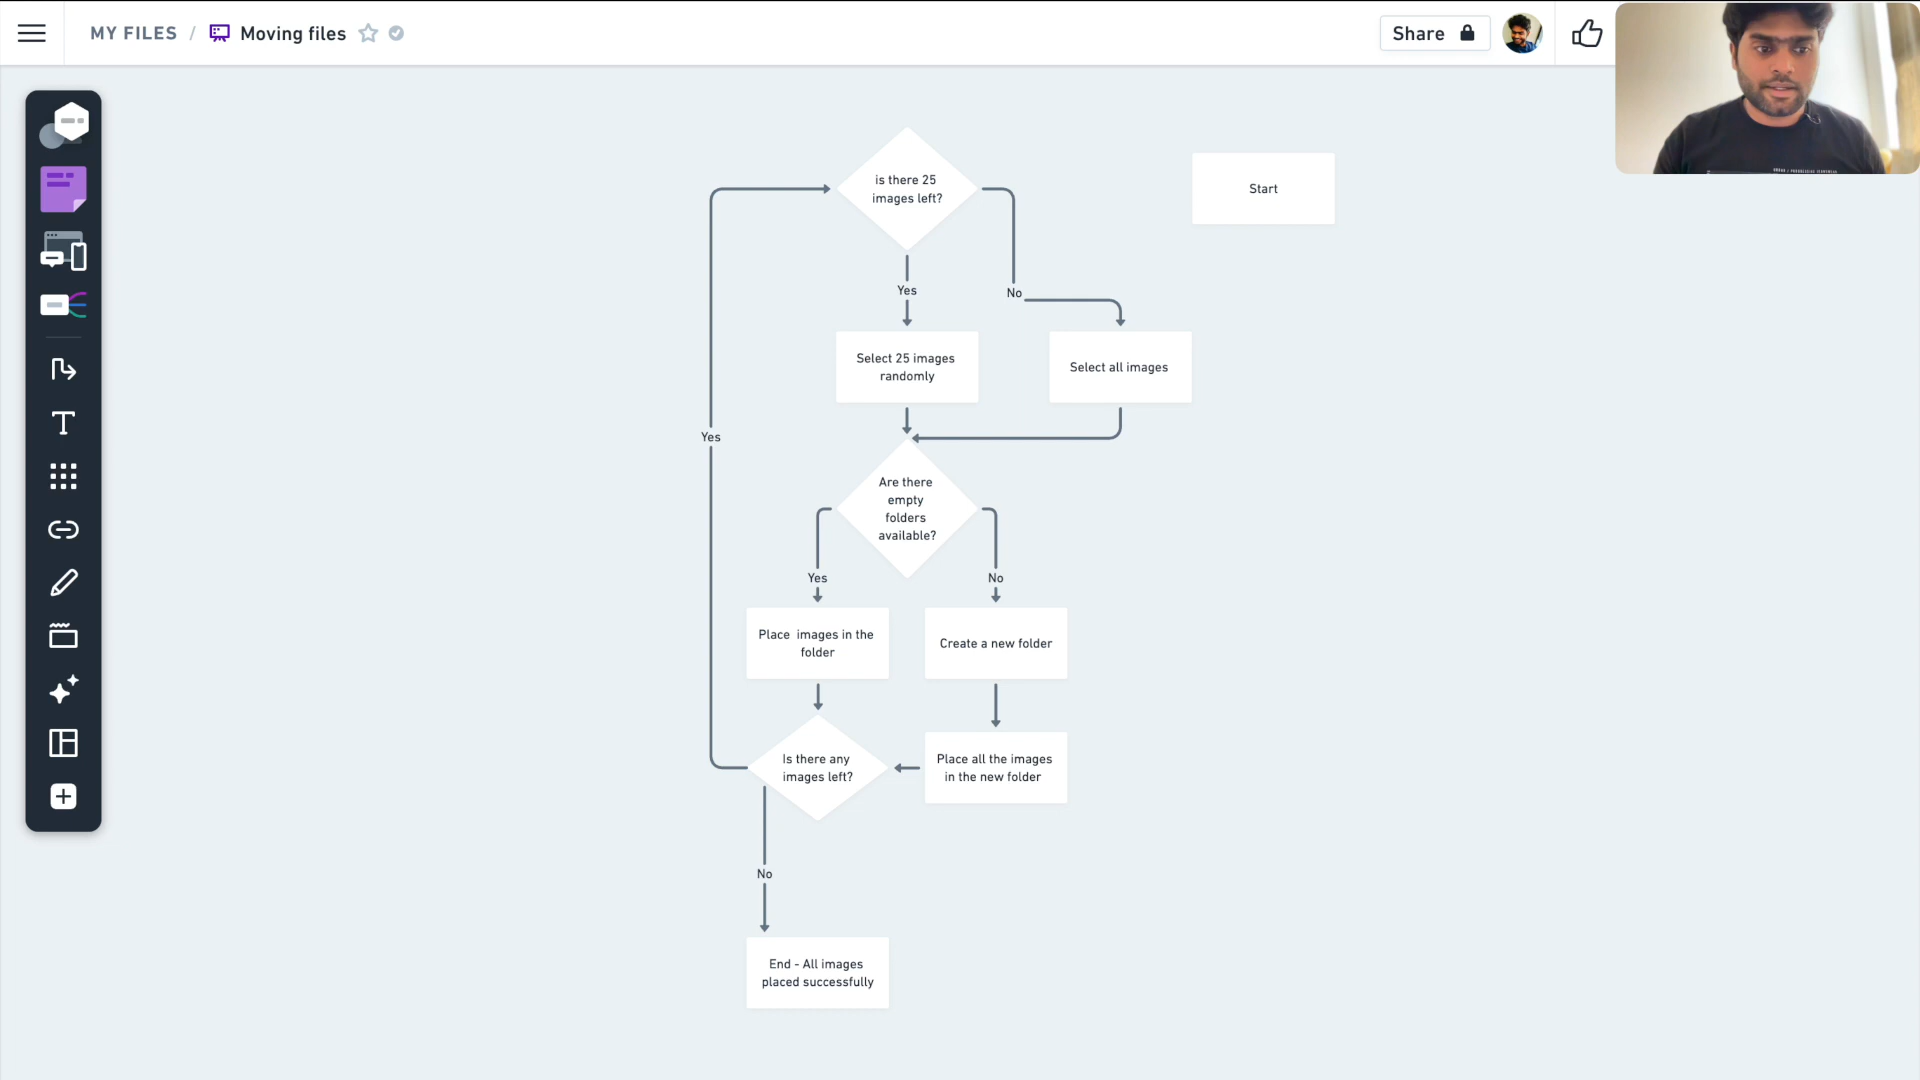 MY FILES / Moving files
Share
is there 25
images left?
Start
Yes
No
Select 25 images
randomly
Select all images
Yes
Are there
empty
folders
available?
Yes
No
Place  images in the
folder
Create a new folder
Is there any
images left?
Place all the images
in the new folder
No
End - All images
placed successfully